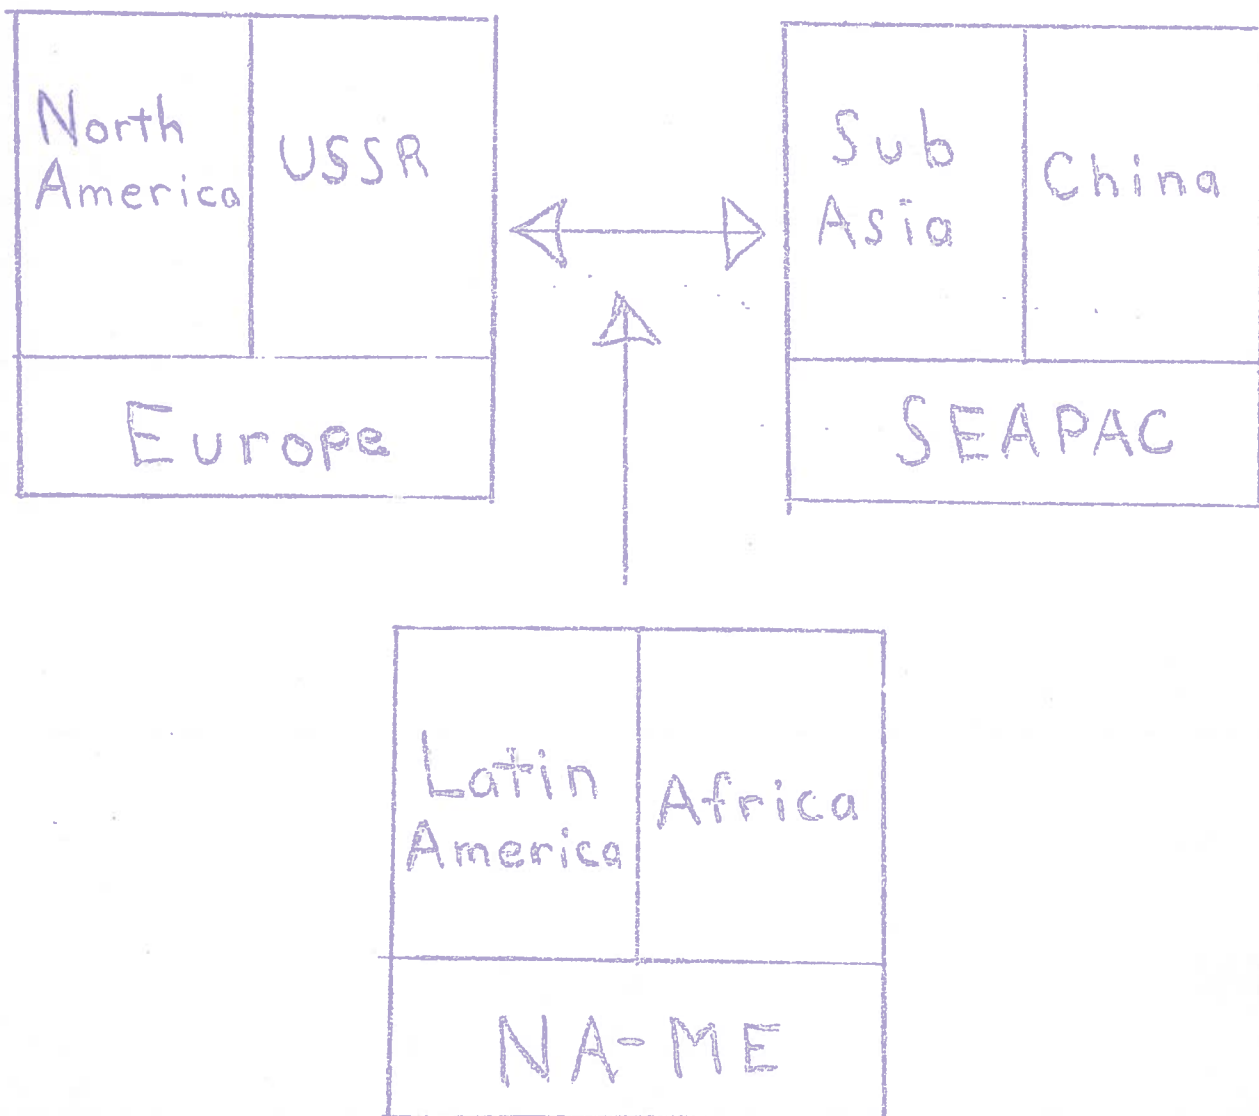 North
America
USSR
Europe
Sub
Asia
China
SEAPAC
Latin
America
Africa
NA-ME